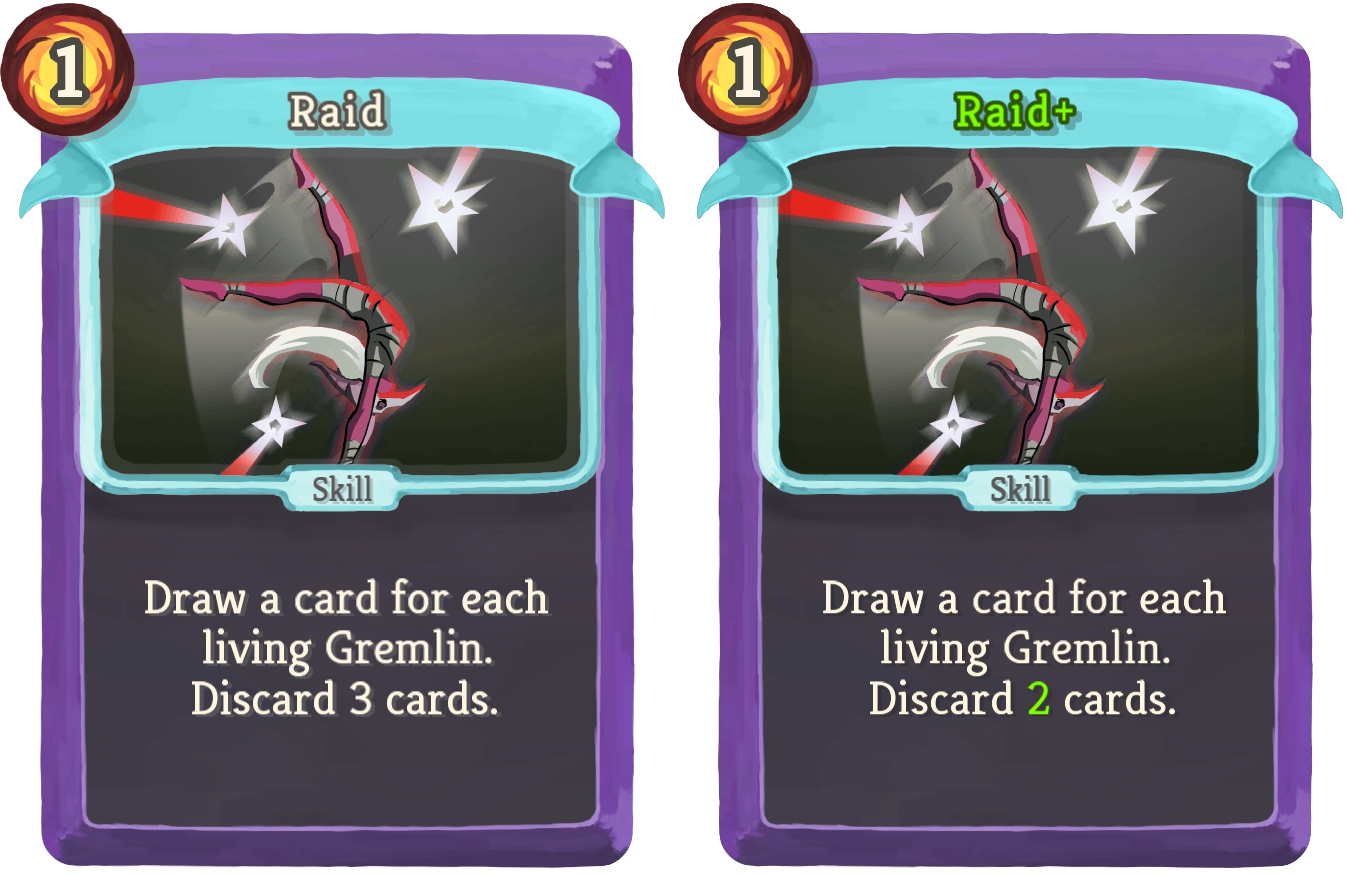 1
Raid
Skill
Draw a card for each
living Gremlin.
Discard 3 cards.
1
Raid+
Skill
Draw a card for each
living Gremlin.
Discard 2 cards.